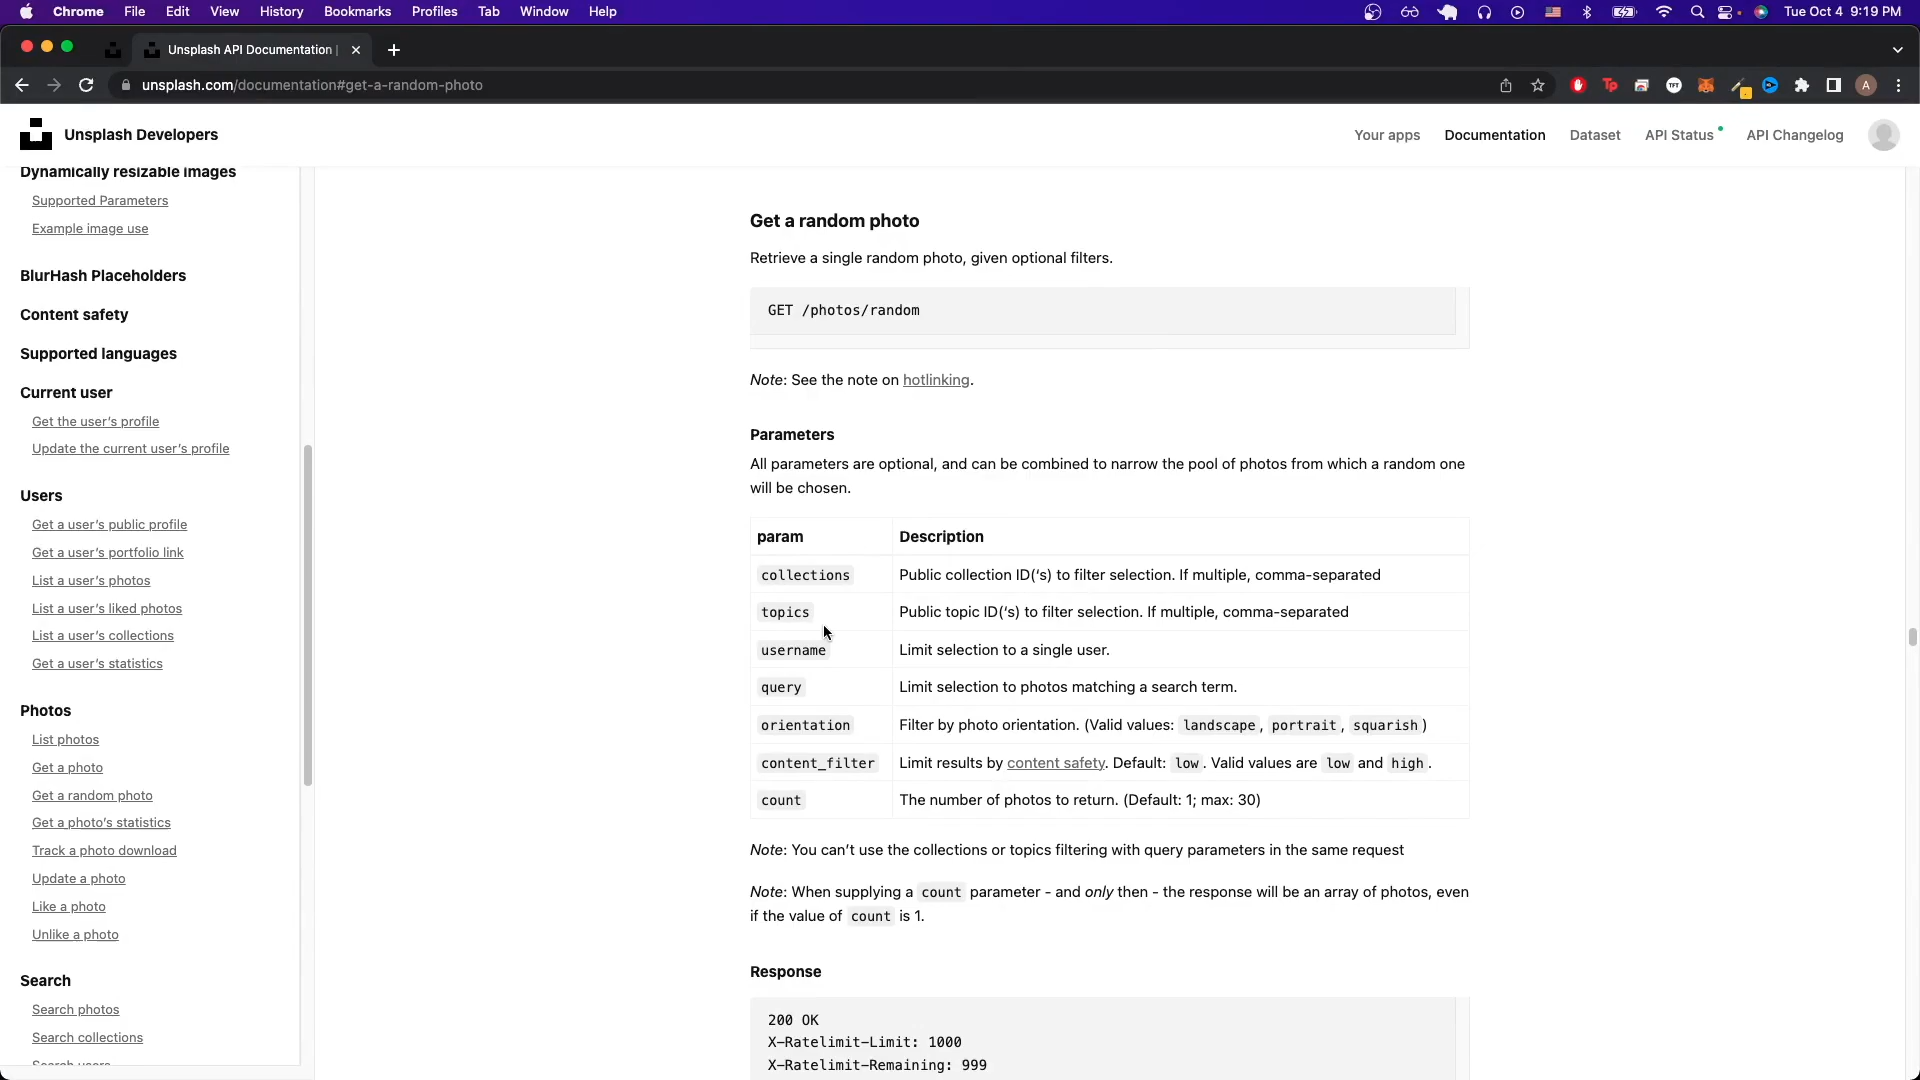 Chrome File Edit View History Bookmarks Profiles Tab Window Help Tue Oct 4 9:19 PM
Unsplash API Documentation |
unsplash.com/documentation#get-a-random-photo
Unsplash Developers
Your apps Documentation Dataset API Status API Changelog
Dynamically resizable images
Supported Parameters
Example image use
BlurHash Placeholders
Content safety
Supported languages
Current user
Get the user’s profile
Update the current user’s profile
Users
Get a user’s public profile
Get a user’s portfolio link
List a user’s photos
List a user’s liked photos
List a user’s collections
Get a user’s statistics
Photos
List photos
Get a photo
Get a random photo
Get a photo’s statistics
Track a photo download
Update a photo
Like a photo
Unlike a photo
Search
Search photos
Search collections
Search users
Get a random photo
Retrieve a single random photo, given optional filters.
GET /photos/random
Note: See the note on hotlinking.
Parameters
All parameters are optional, and can be combined to narrow the pool of photos from which a random one
will be chosen.
param Description
collections Public collection ID(‘s) to filter selection. If multiple, comma-separated
topics Public topic ID(‘s) to filter selection. If multiple, comma-separated
username Limit selection to a single user.
query Limit selection to photos matching a search term.
orientation Filter by photo orientation. (Valid values: landscape, portrait, squarish)
content_filter Limit results by content safety. Default: low. Valid values are low and high.
count The number of photos to return. (Default: 1; max: 30)
Note: You can’t use the collections or topics filtering with query parameters in the same request
Note: When supplying a count parameter - and only then - the response will be an array of photos, even
if the value of count is 1.
Response
200 OK
X-Ratelimit-Limit: 1000
X-Ratelimit-Remaining: 999